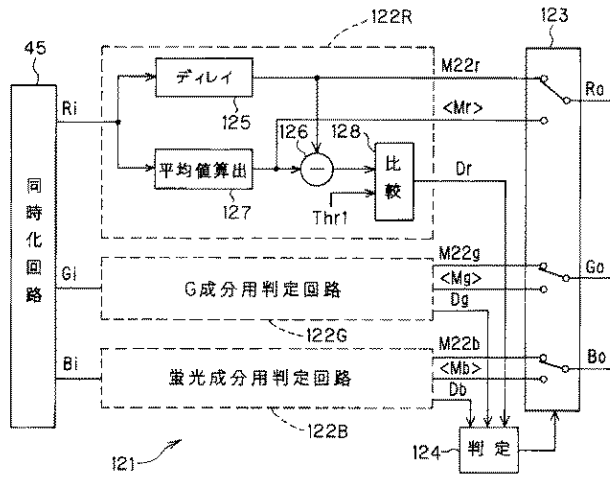 122R
123
45
ディレイ
M22r
Ro
Ri
125
<Mr>
126
128
平均値算出
−
比較
127
Thr1
Dr
同時化回路
M22g
Gi
G成分用判定回路
<Mg>
Go
Dg
122G
M22b
Bi
蛍光成分用判定回路
<Mb>
Bo
Db
122B
121
124
判定